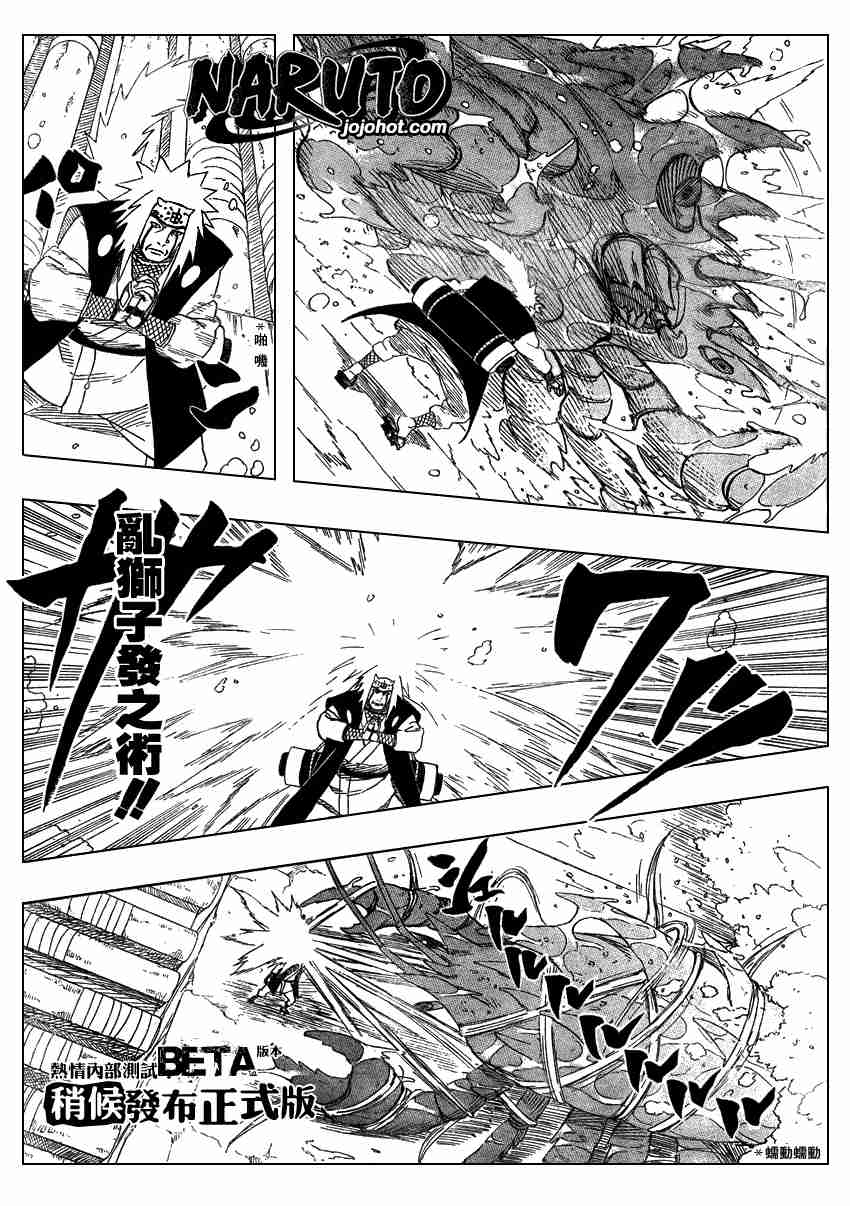 NARUTO
jojohot.com
パン
*啪嘰
亂獅子發之術!!
ザワッ
シュルルルルル
熱情內部測試BETA版本
稍候發布正式版
*蠕動蠕動